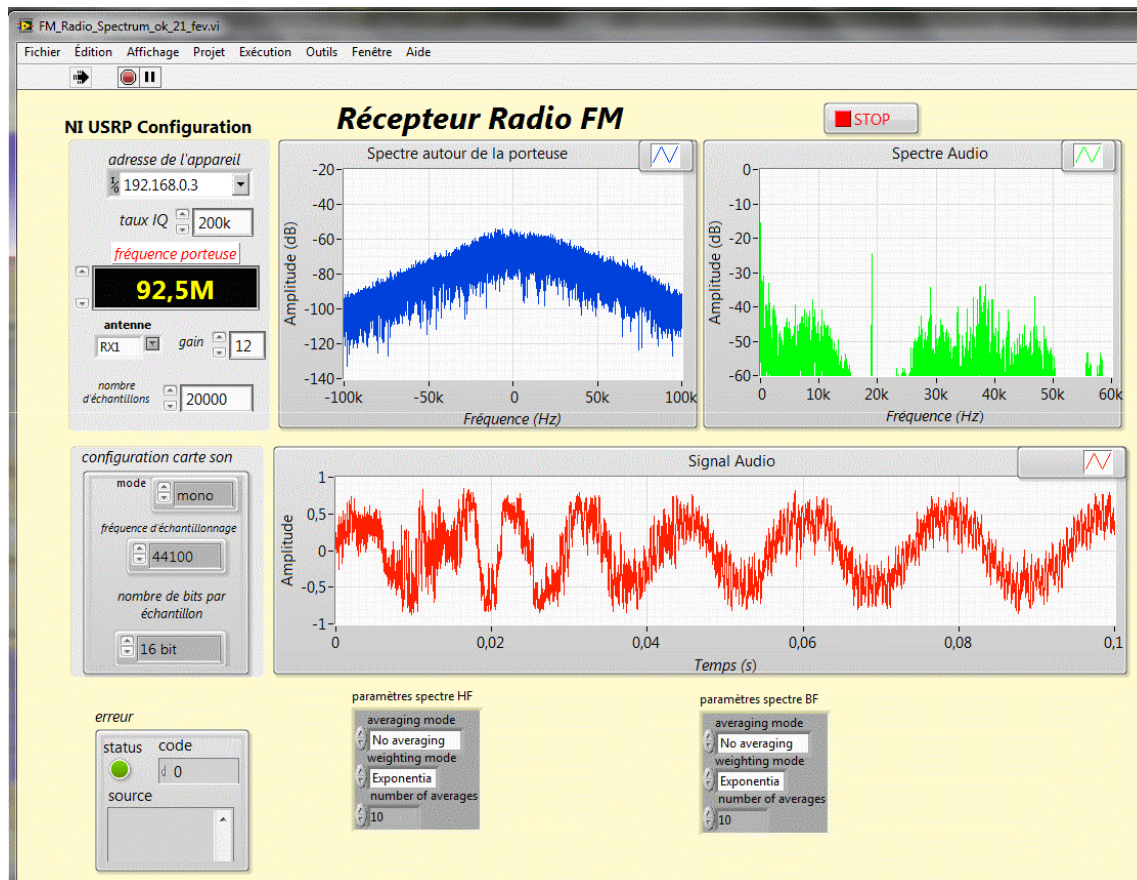 FM_Radio_Spectrum_ok_21_fev.vi
Fichier Édition Affichage Projet Exécution Outils Fenêtre Aide
Récepteur Radio FM
STOP
NI USRP Configuration
adresse de l'appareil
192.168.0.3
taux IQ 200k
fréquence porteuse
92,5M
antenne
RX1
gain 12
nombre d'échantillons
20000
Spectre autour de la porteuse
Amplitude (dB)
-20
-40
-60
-80
-100
-120
-140
-100k -50k 0 50k 100k
Fréquence (Hz)
Spectre Audio
Amplitude (dB)
0
-10
-20
-30
-40
-50
-60
0 10k 20k 30k 40k 50k 60k
Fréquence (Hz)
configuration carte son
mode mono
fréquence d'échantillonnage
44100
nombre de bits par
échantillon
16 bit
Signal Audio
Amplitude
1
0,5
0
-0,5
-1
0 0,02 0,04 0,06 0,08 0,1
Temps (s)
erreur
status code
d 0
source
paramètres spectre HF
averaging mode
No averaging
weighting mode
Exponentia
number of averages
10
paramètres spectre BF
averaging mode
No averaging
weighting mode
Exponentia
number of averages
10